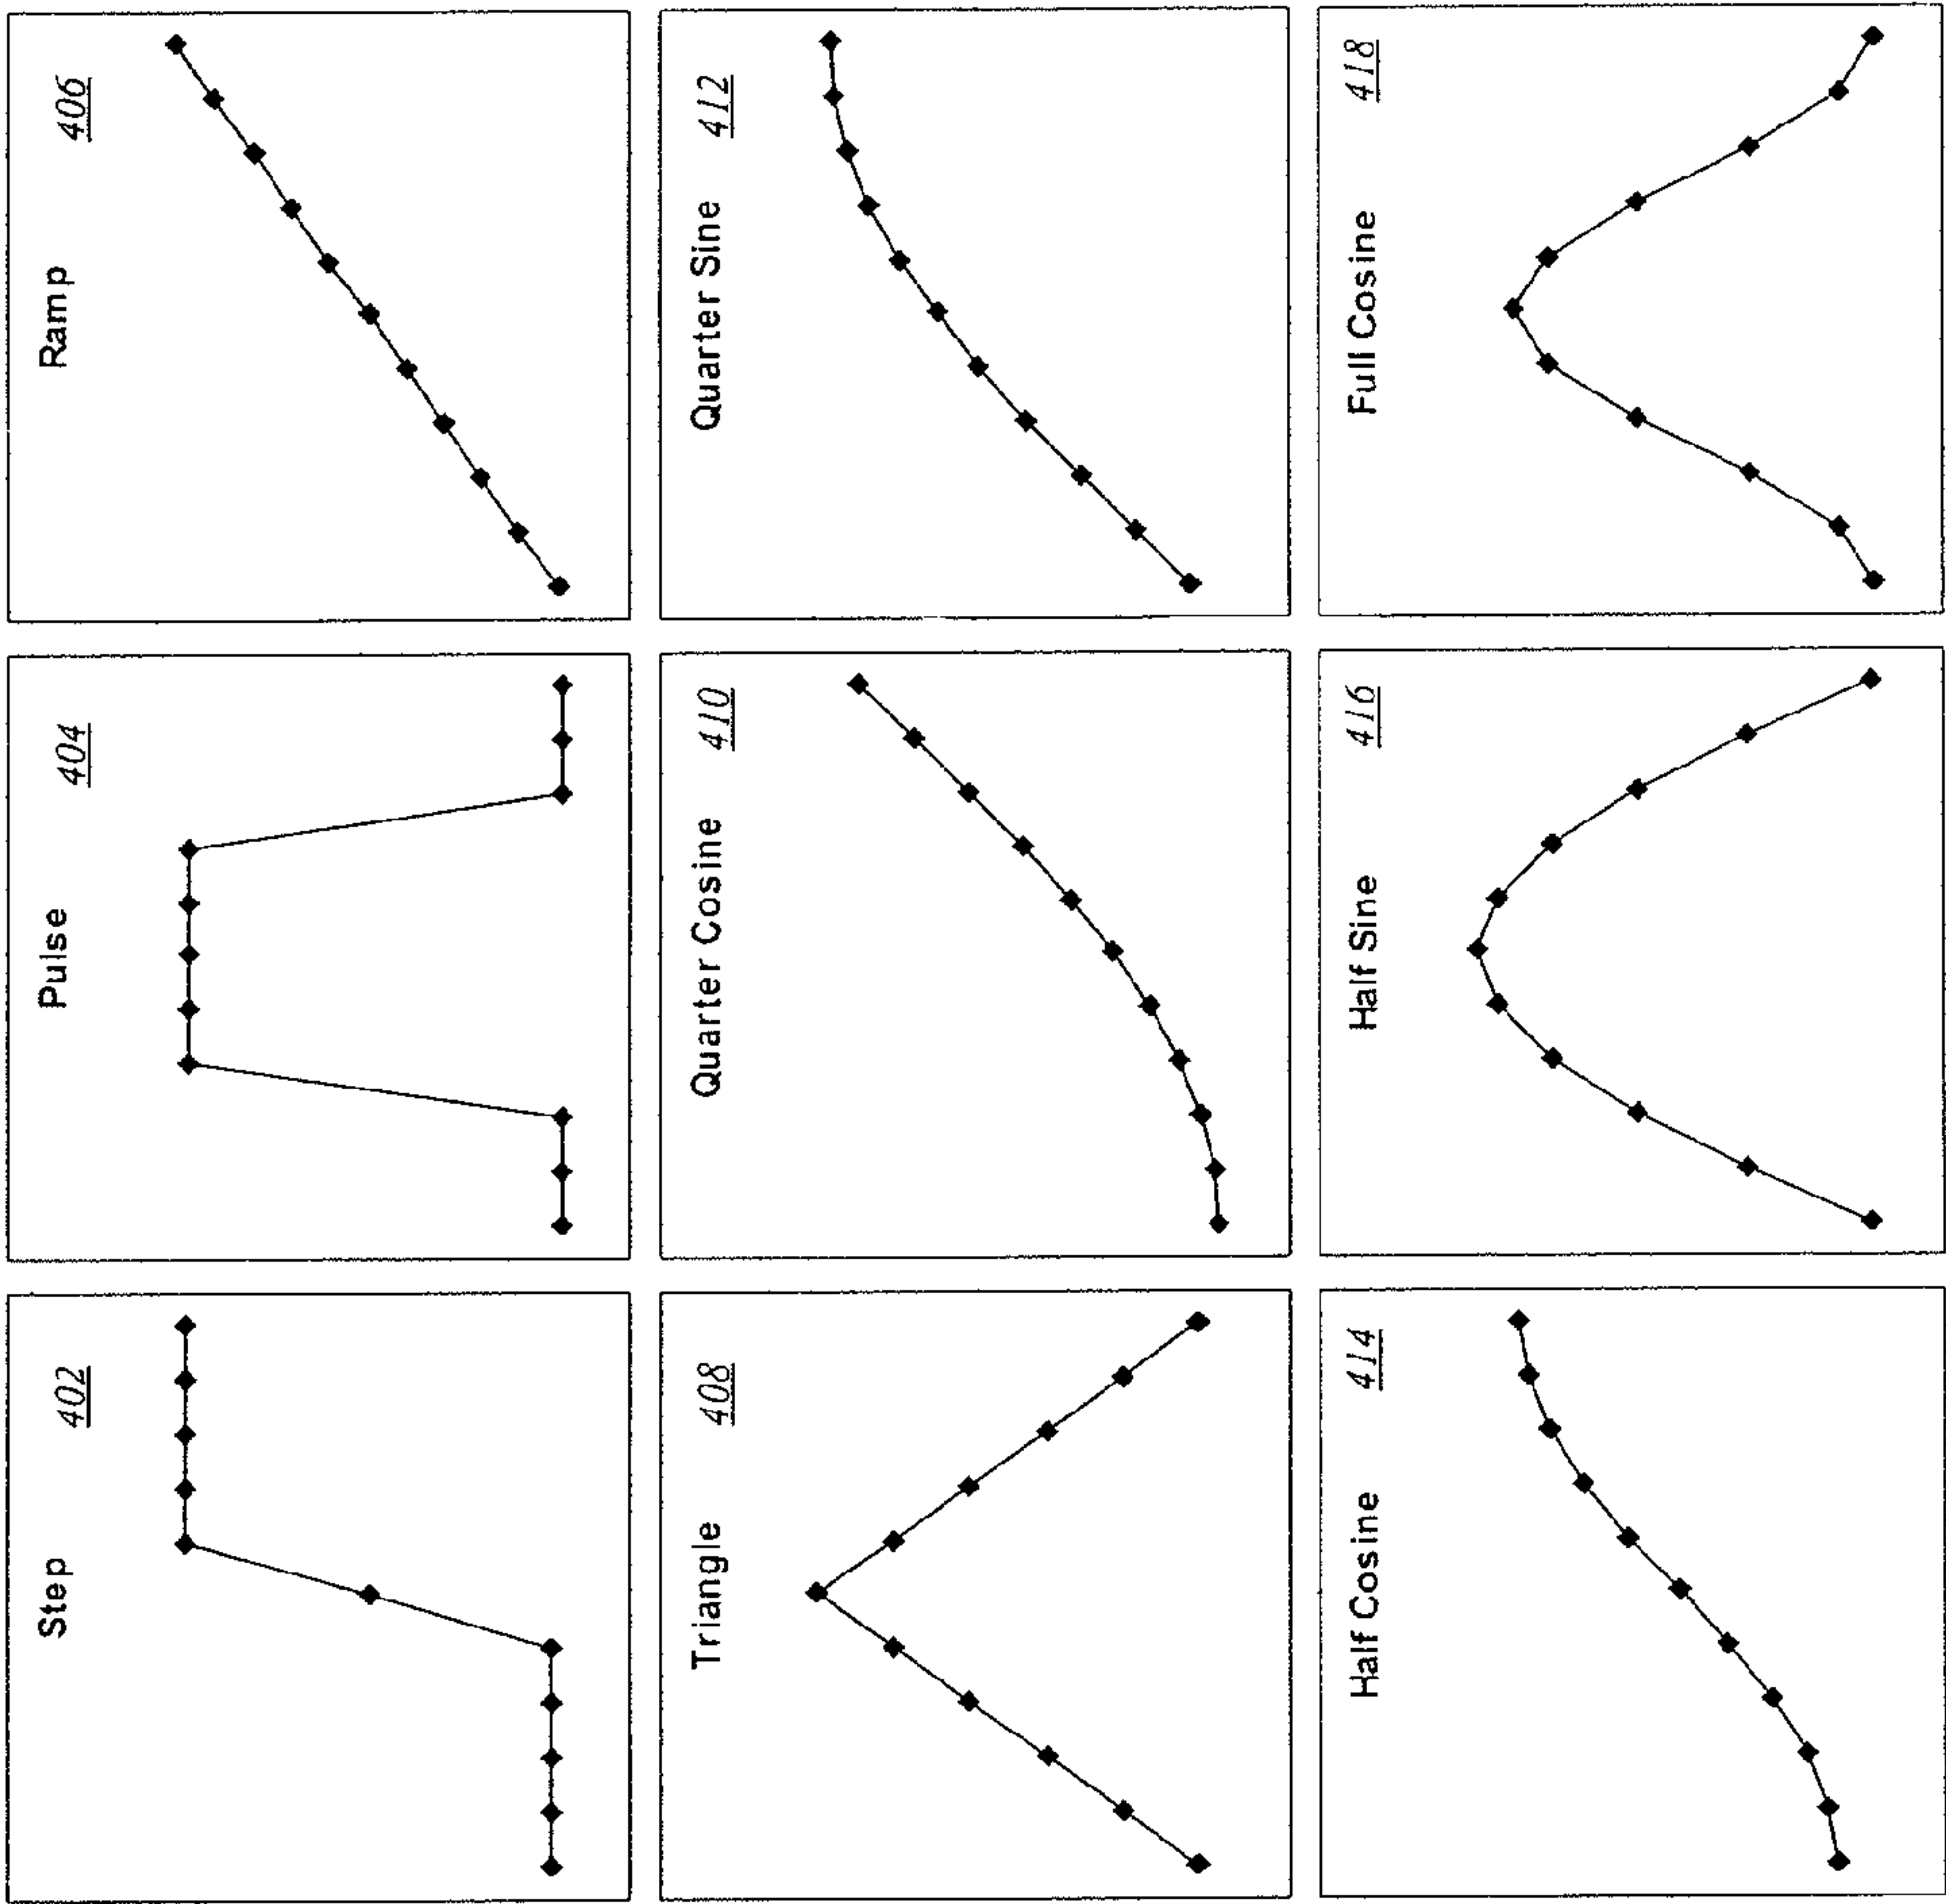 Step
402
Pulse
404
Ramp
406
Triangle
408
Quarter Cosine
410
Quarter Sine
412
Half Cosine
414
Half Sine
416
Full Cosine
418